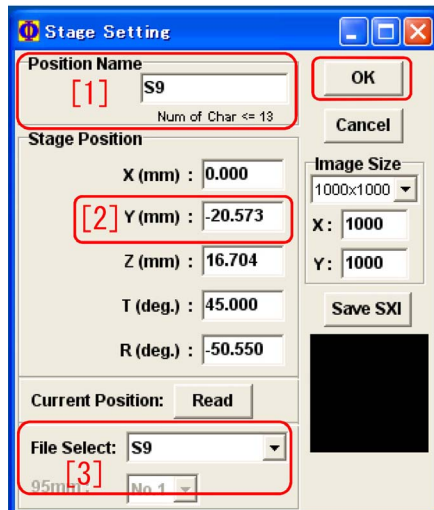 Stage Setting
Position Name
[1] S9
Num of Char <= 13
OK
Cancel
Stage Position
X (mm) : 0.000
[2] Y (mm) : -20.573
Z (mm) : 16.704
T (deg.) : 45.000
R (deg.) : -50.550
Image Size
1000x1000
X : 1000
Y : 1000
Save SXI
Current Position: Read
File Select: S9
[3]
95mm : No.1